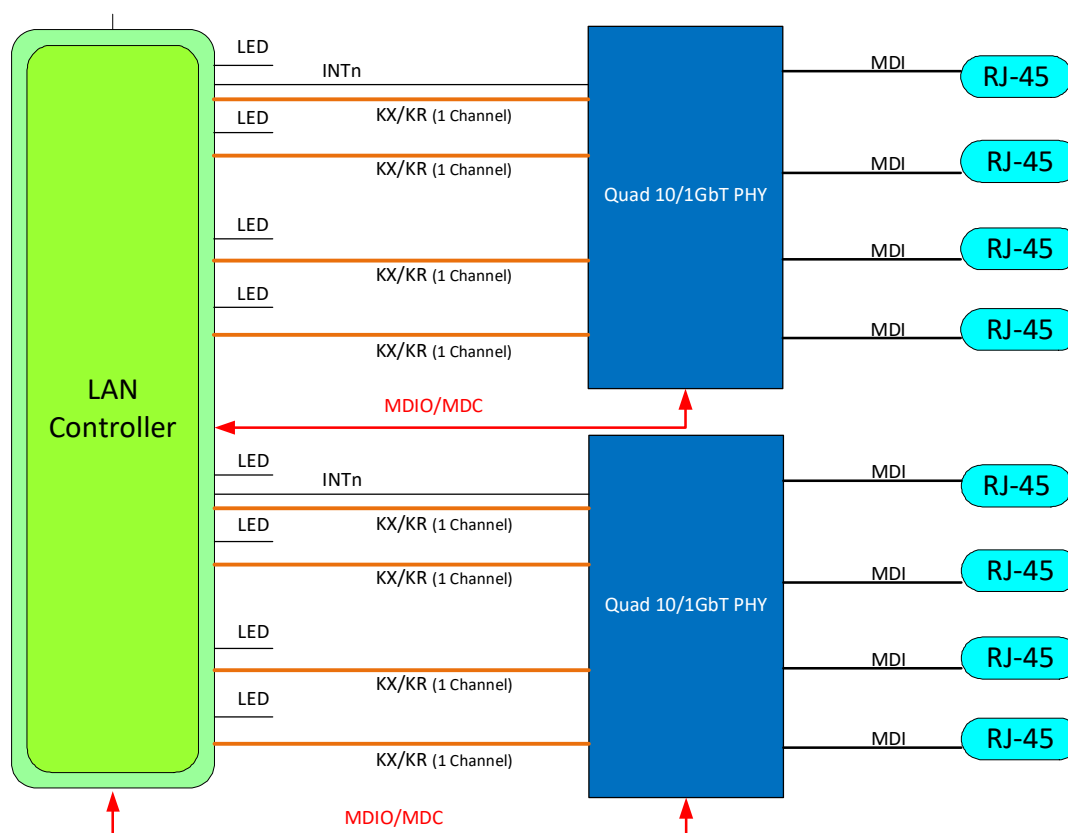 LED
INTn
MDI
RJ-45
KX/KR (1 Channel)
LED
KX/KR (1 Channel)
MDI
RJ-45
Quad 10/1GbT PHY
LED
MDI
RJ-45
KX/KR (1 Channel)
LED
MDI
RJ-45
KX/KR (1 Channel)
LAN
Controller
MDIO/MDC
LED
INTn
MDI
RJ-45
KX/KR (1 Channel)
LED
KX/KR (1 Channel)
MDI
RJ-45
Quad 10/1GbT PHY
LED
MDI
RJ-45
KX/KR (1 Channel)
LED
MDI
RJ-45
KX/KR (1 Channel)
MDIO/MDC